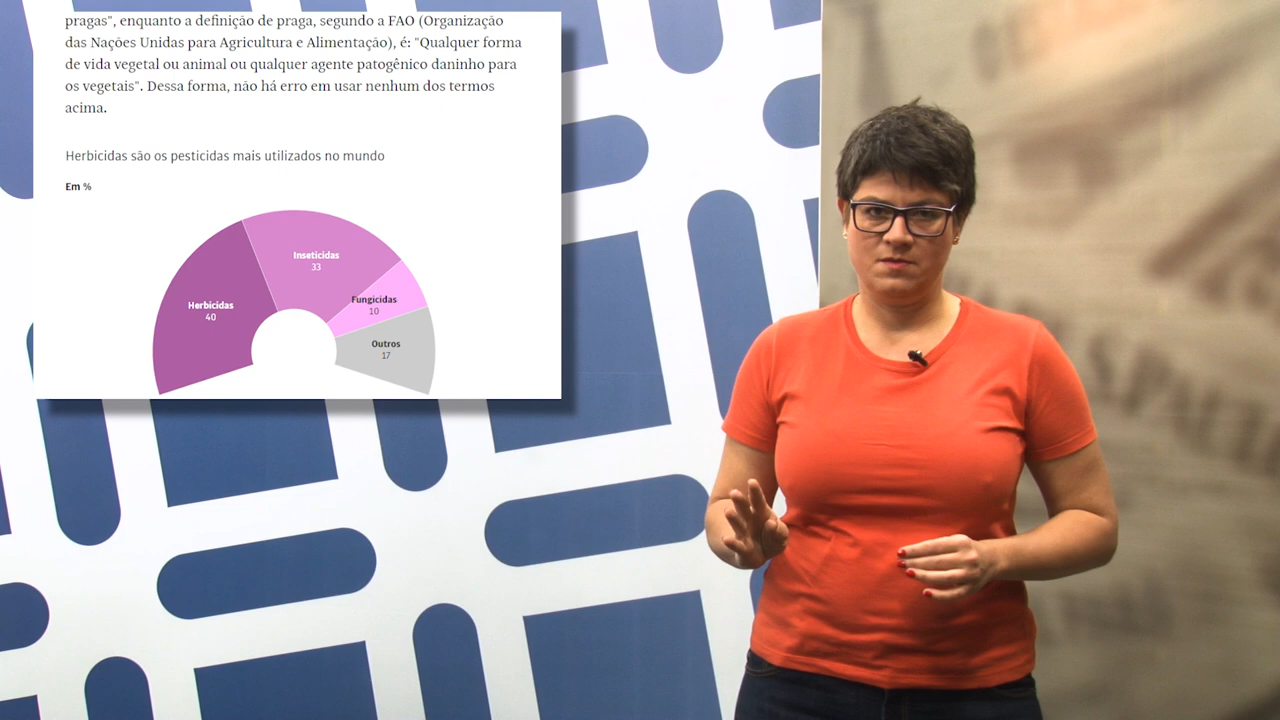 pragas", enquanto a definição de praga, segundo a FAO (Organização
das Nações Unidas para Agricultura e Alimentação), é: "Qualquer forma
de vida vegetal ou animal ou qualquer agente patogênico daninho para
os vegetais". Dessa forma, não há erro em usar nenhum dos termos
acima.
Herbicidas são os pesticidas mais utilizados no mundo
Em %
Inseticidas
33
Herbicidas
40
Fungicidas
10
Outros
17